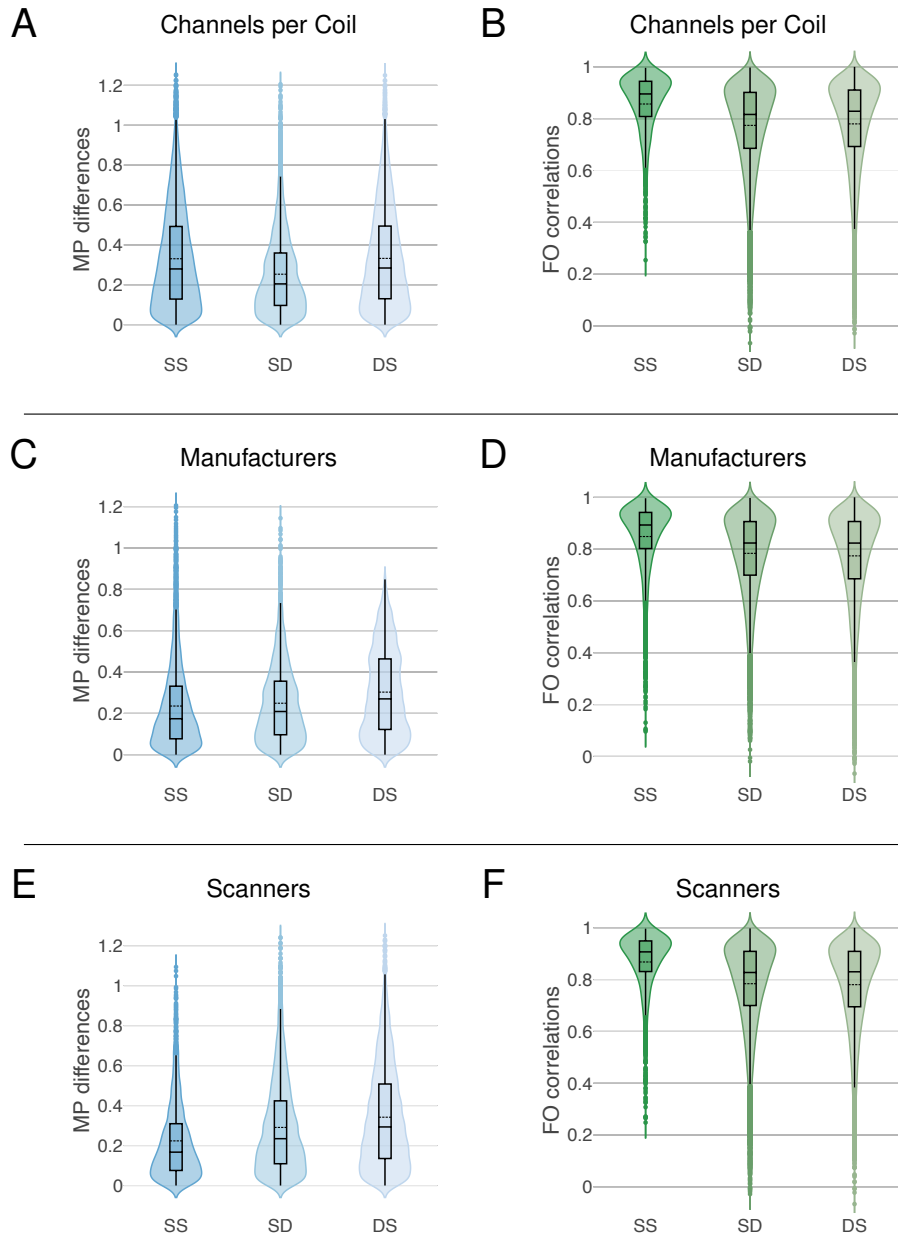 A
Channels per Coil
MP differences
1.2
1
0.8
0.6
0.4
0.2
0
SS
SD
DS
B
Channels per Coil
FO correlations
1
0.8
0.6
0.4
0.2
0
SS
SD
DS
C
Manufacturers
MP differences
1.2
1
0.8
0.6
0.4
0.2
0
SS
SD
DS
D
Manufacturers
FO correlations
1
0.8
0.6
0.4
0.2
0
SS
SD
DS
E
Scanners
MP differences
1.2
1
0.8
0.6
0.4
0.2
0
SS
SD
DS
F
Scanners
FO correlations
1
0.8
0.6
0.4
0.2
0
SS
SD
DS